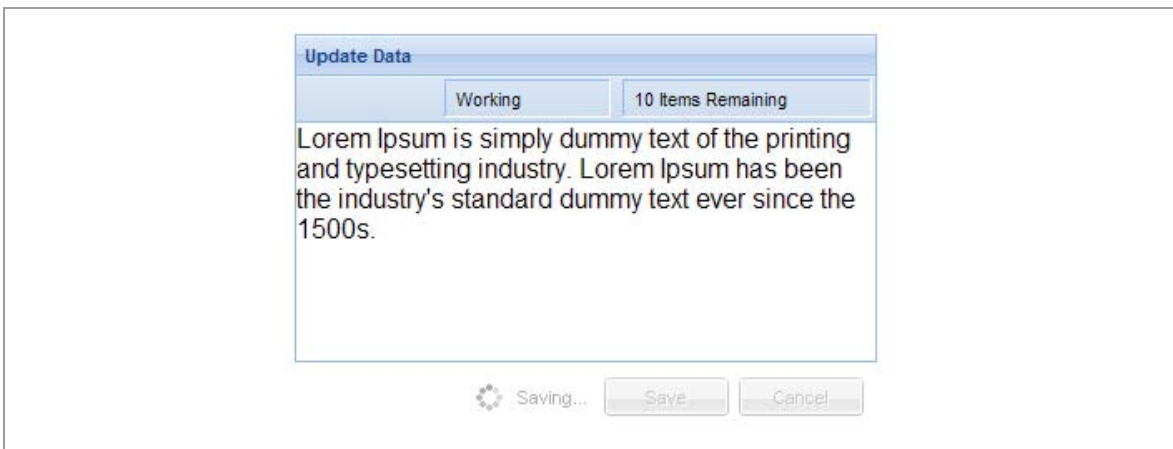 Update Data
Working 10 Items Remaining
Lorem Ipsum is simply dummy text of the printing
and typesetting industry. Lorem Ipsum has been
the industry's standard dummy text ever since the
1500s.
Saving... Save Cancel